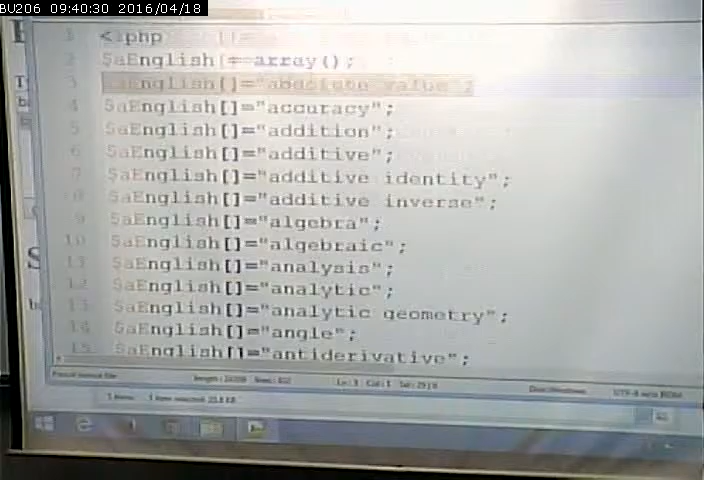 BU206 09:40:30 2016/04/18
1 <?php
2 $aEnglish = array();
3 $aEnglish[]="absolute value";
4 $aEnglish[]="accuracy";
5 $aEnglish[]="addition";
6 $aEnglish[]="additive";
7 $aEnglish[]="additive identity";
8 $aEnglish[]="additive inverse";
9 $aEnglish[]="algebra";
10 $aEnglish[]="algebraic";
11 $aEnglish[]="analysis";
12 $aEnglish[]="analytic";
13 $aEnglish[]="analytic geometry";
14 $aEnglish[]="angle";
15 $aEnglish[]="antiderivative";